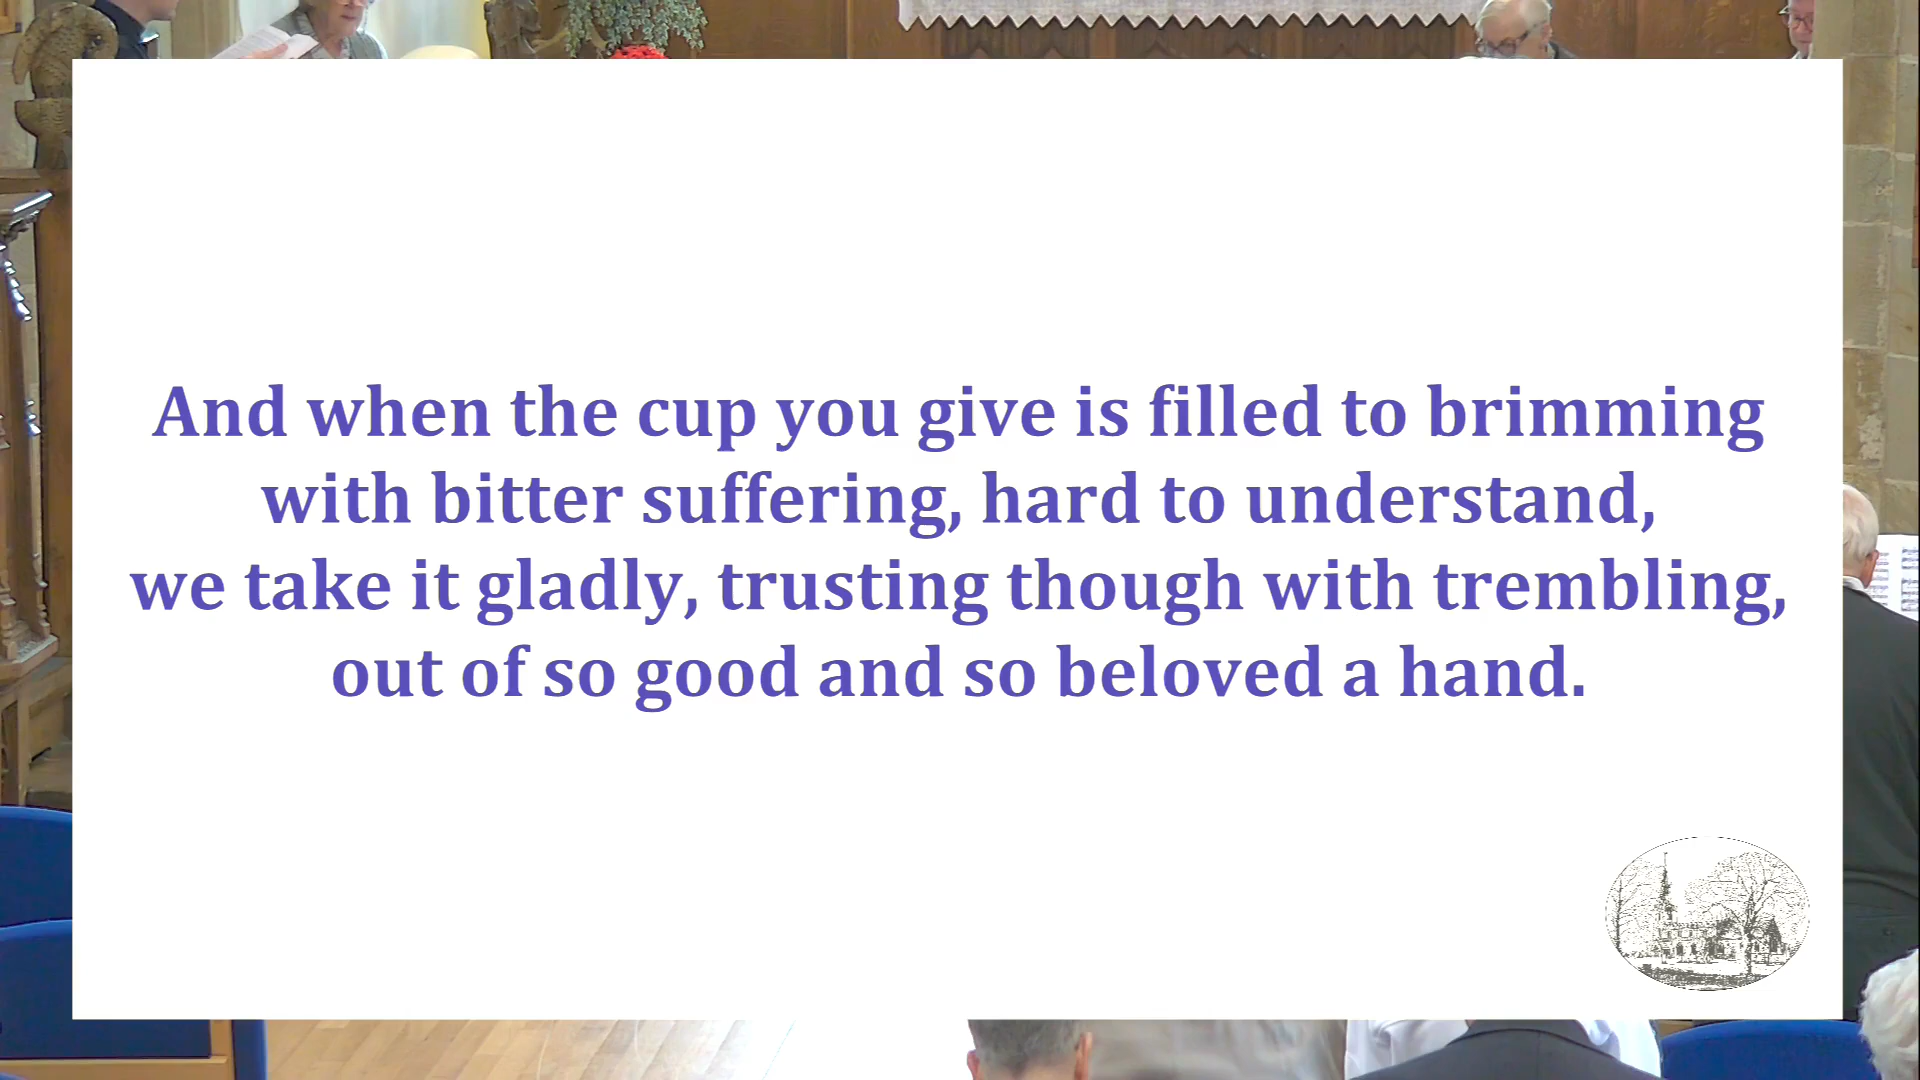 And when the cup you give is filled to brimming
with bitter suffering, hard to understand,
we take it gladly, trusting though with trembling,
out of so good and so beloved a hand.